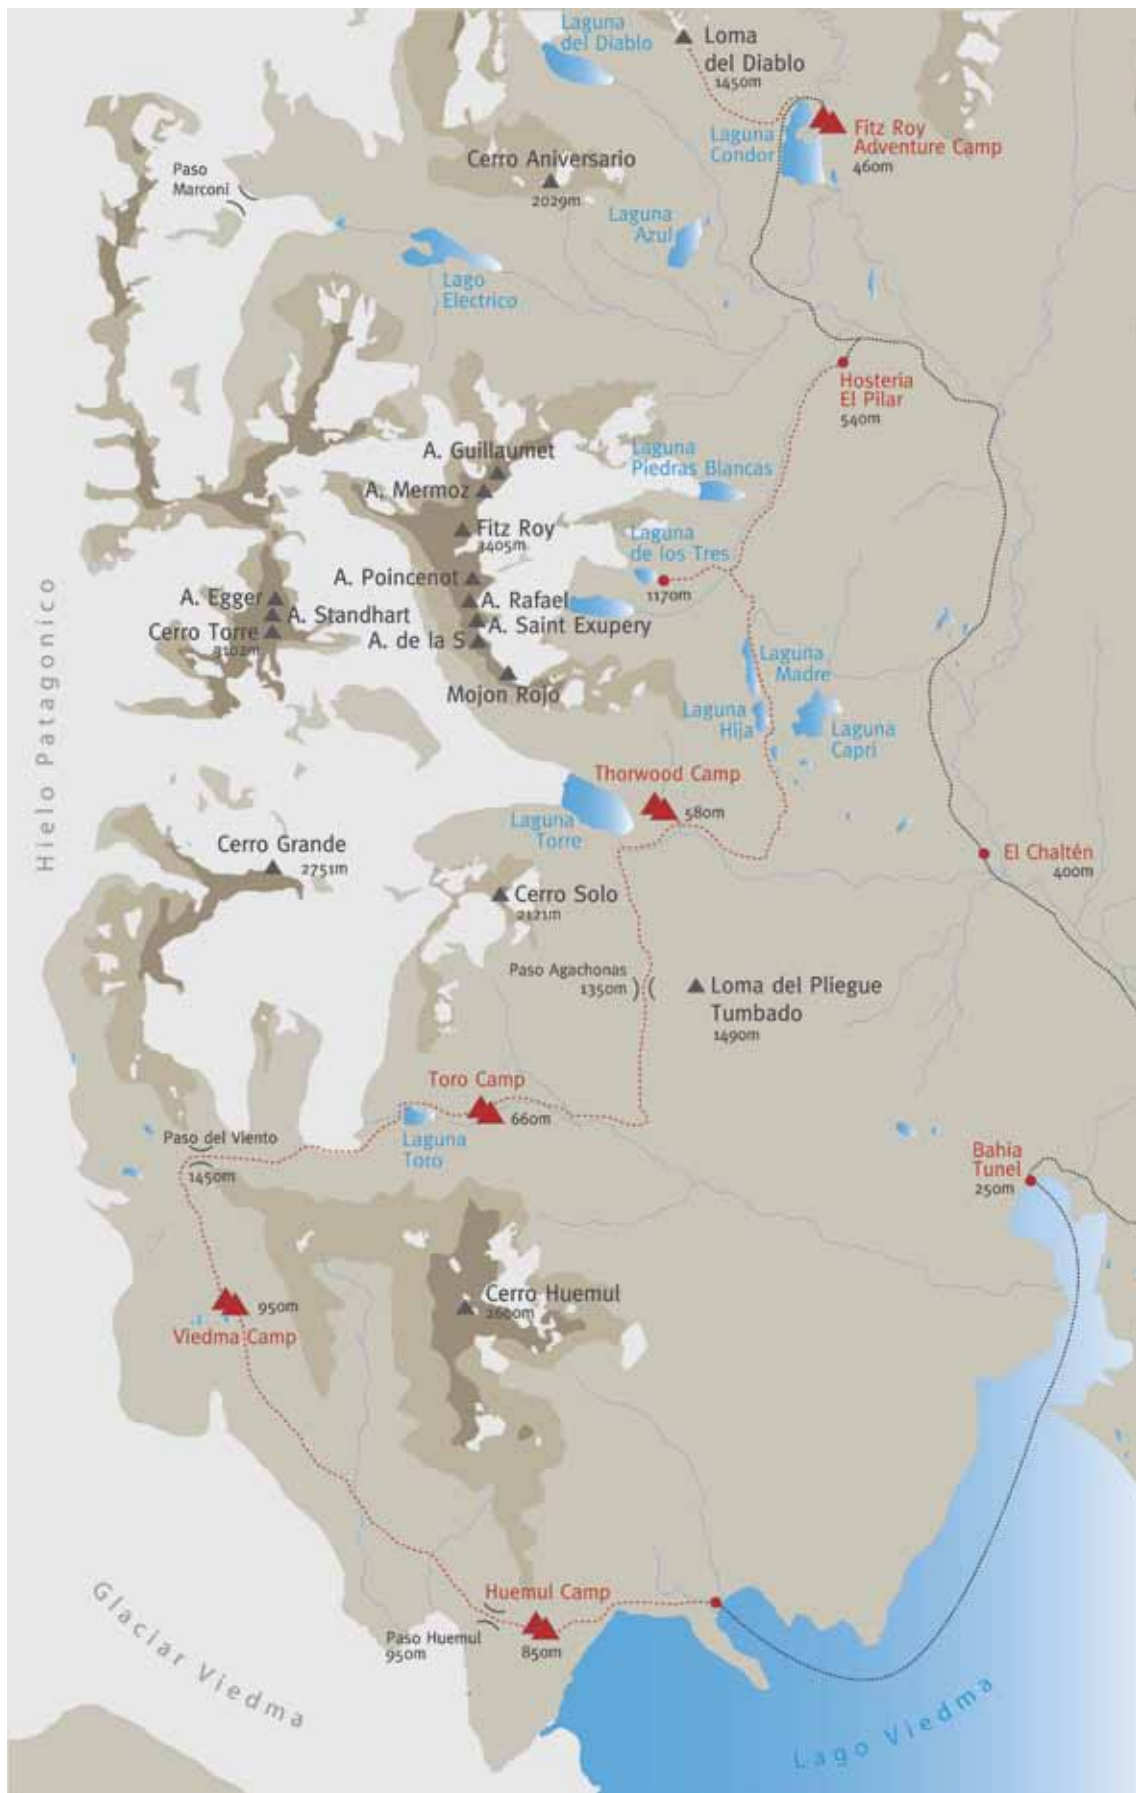 Laguna
del Diablo
Loma
del Diablo
1450m
Laguna
Condor
Fitz Roy
Adventure Camp
460m
Cerro Aniversario
2029m
Paso
Marconi
Laguna
Azul
Lago
Electrico
Hosteria
El Pilar
540m
A. Guillaumet
A. Mermoz
Laguna
Piedras Blancas
Fitz Roy
3405m
Laguna
de los Tres
1170m
A. Poincenot
A. Rafael
A. Saint Exupery
A. de la S
Mojon Rojo
A. Egger
A. Standhart
Cerro Torre
3102m
Hielo Patagonico
Laguna
Madre
Laguna
Hija
Laguna
Capri
Thorwood Camp
580m
Laguna
Torre
Cerro Grande
2751m
El Chaltén
400m
Cerro Solo
2121m
Paso Agachonas
1350m
Loma del Pliegue
Tumbado
1490m
Toro Camp
660m
Laguna
Toro
Paso del Viento
1450m
Bahia
Tunel
250m
Cerro Huemul
2600m
950m
Viedma Camp
Huemul Camp
850m
Paso Huemul
950m
Glaciar Viedma
Lago Viedma